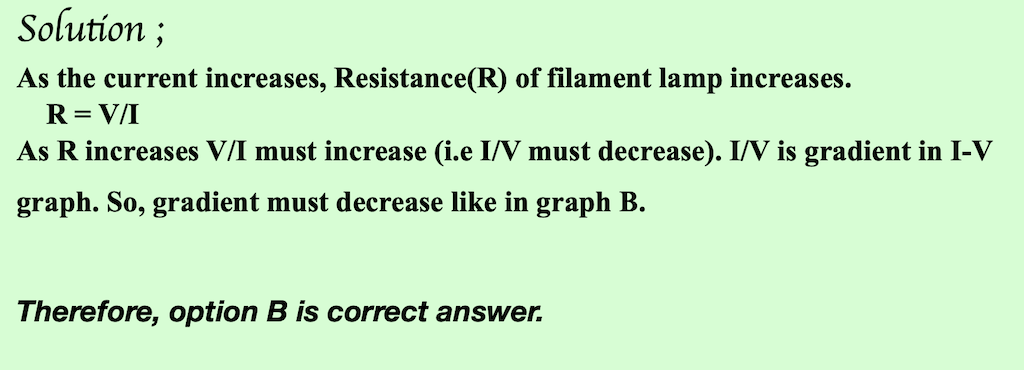 Solution ;
As the current increases, Resistance(R) of filament lamp increases.
R = V/I
As R increases V/I must increase (i.e I/V must decrease). I/V is gradient in I-V
graph. So, gradient must decrease like in graph B.
Therefore, option B is correct answer.